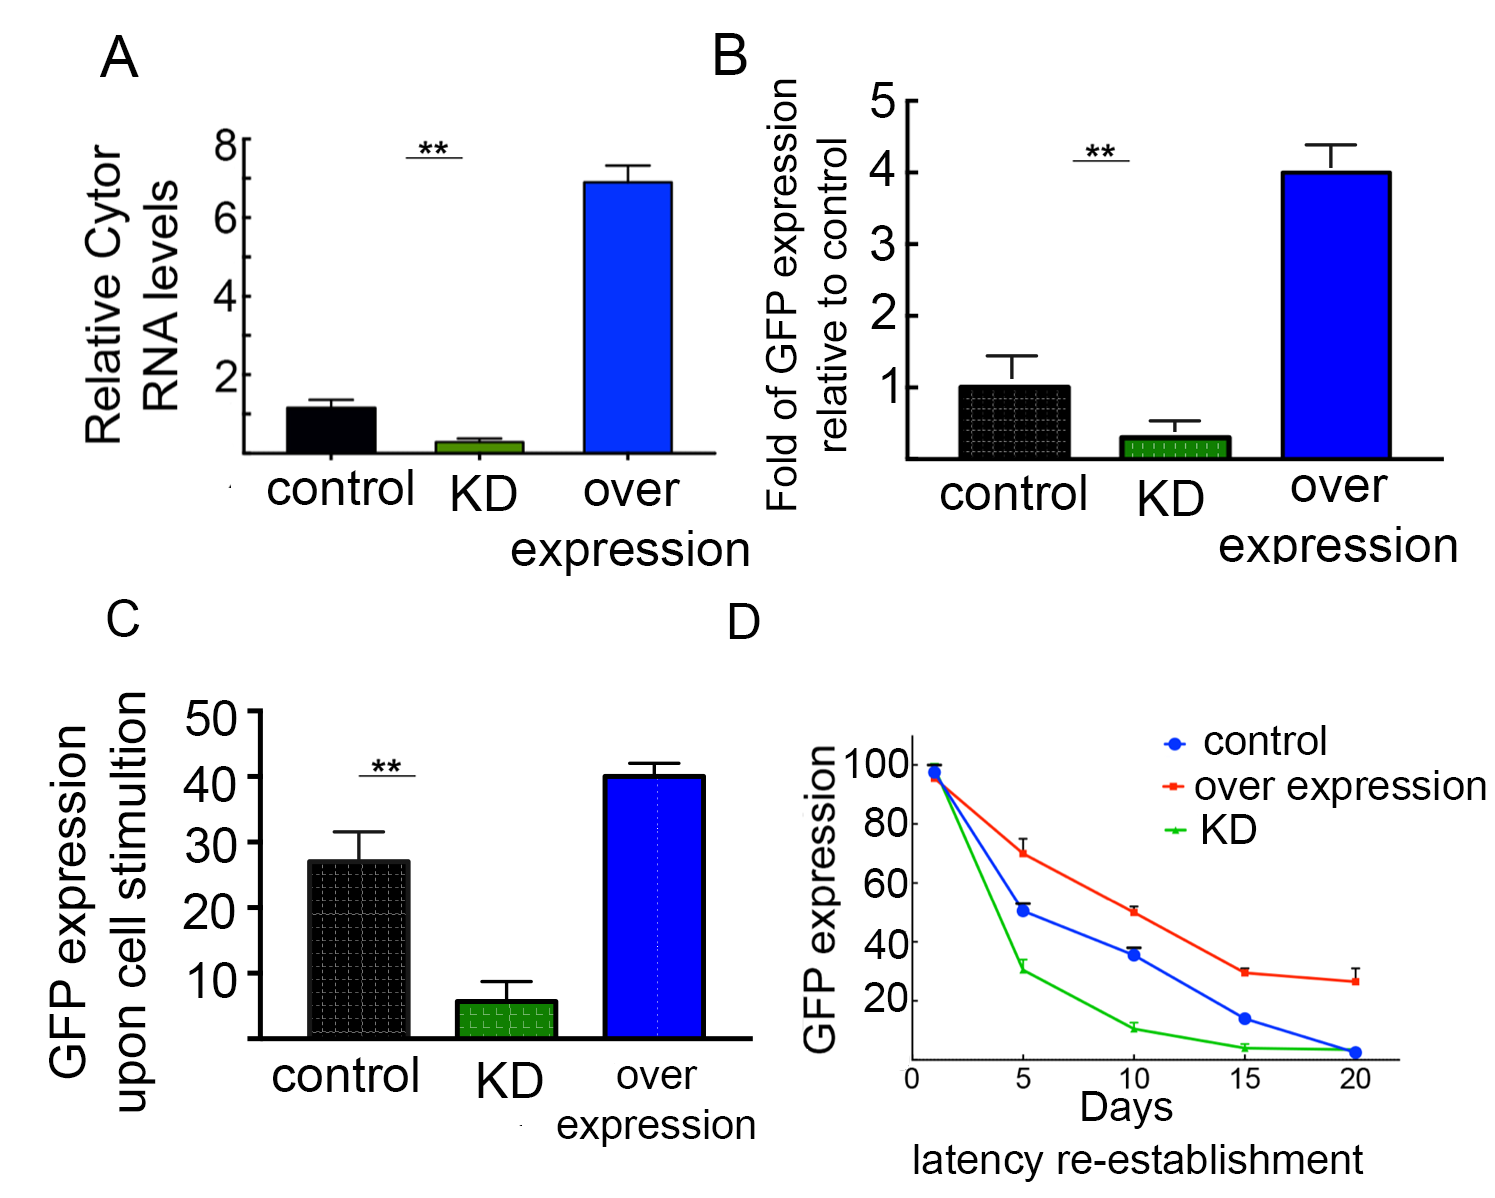 A
Relative Cytor
RNA levels
8
6
4
2
**
control
KD
over
expression
B
Fold of GFP expression
relative to control
5
4
3
2
1
**
control
KD
over
expression
C
GFP expression
upon cell stimultion
50
40
30
20
10
**
control
KD
over
expression
D
GFP expression
100
80
60
40
20
control
over expression
KD
0 5 10 15 20
Days
latency re-establishment